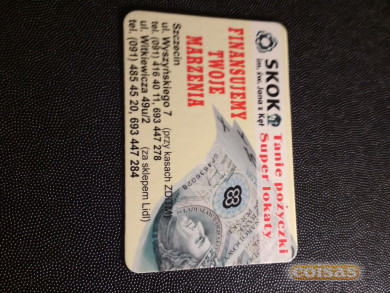 SKOK
im. św. Jana z Kęt
Tanie pożyczki
Super lokaty
FINANSUJEMY
TWOJE
MARZENIA
Szczecin
ul. Wyszyńskiego 7 (przy kasach ZDiTM)
tel. (091) 416 40 11, 693 447 278
ul. Witkiewicza 49u/2 (za sklepem Lidl)
tel. (091) 485 45 20, 693 447 284
coisas